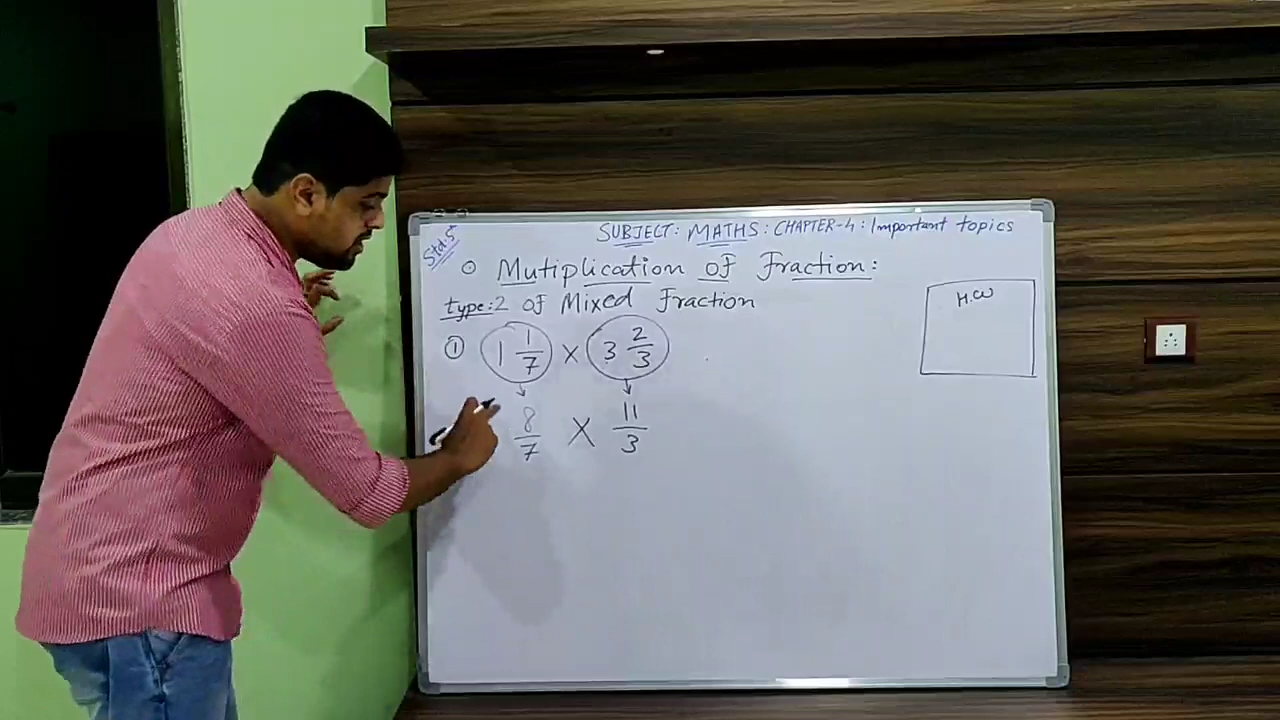 Std:5
SUBJECT: MATHS: CHAPTER-4: Important topics
Mutiplication of Fraction:
type:2 of Mixed Fraction
H.W
① 1 1/7 × 3 2/3
8/7 × 11/3